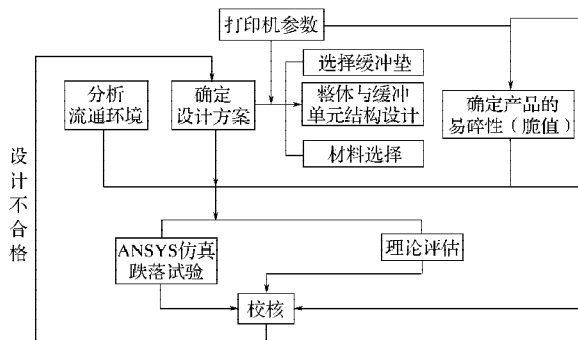 打印机参数
选择缓冲垫
分析
流通环境
确定
设计方案
整体与缓冲
单元结构设计
确定产品的
易碎性(脆值)
材料选择
设计不合格
ANSYS仿真
跌落试验
理论评估
校核